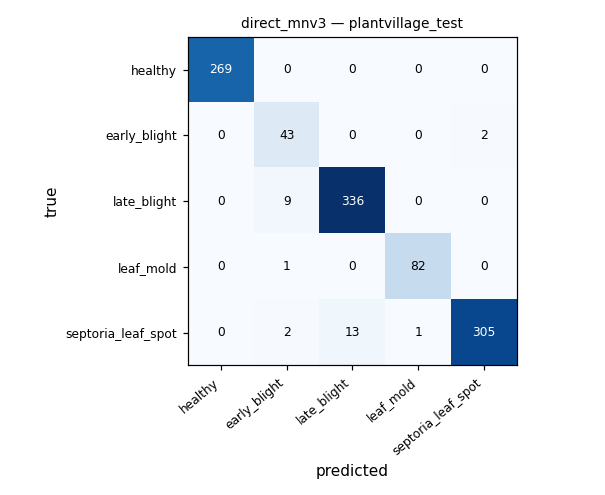 direct_mnv3 — plantvillage_test
true
healthy 269 0 0 0 0
early_blight 0 43 0 0 2
late_blight 0 9 336 0 0
leaf_mold 0 1 0 82 0
septoria_leaf_spot 0 2 13 1 305
healthy early_blight late_blight leaf_mold septoria_leaf_spot
predicted